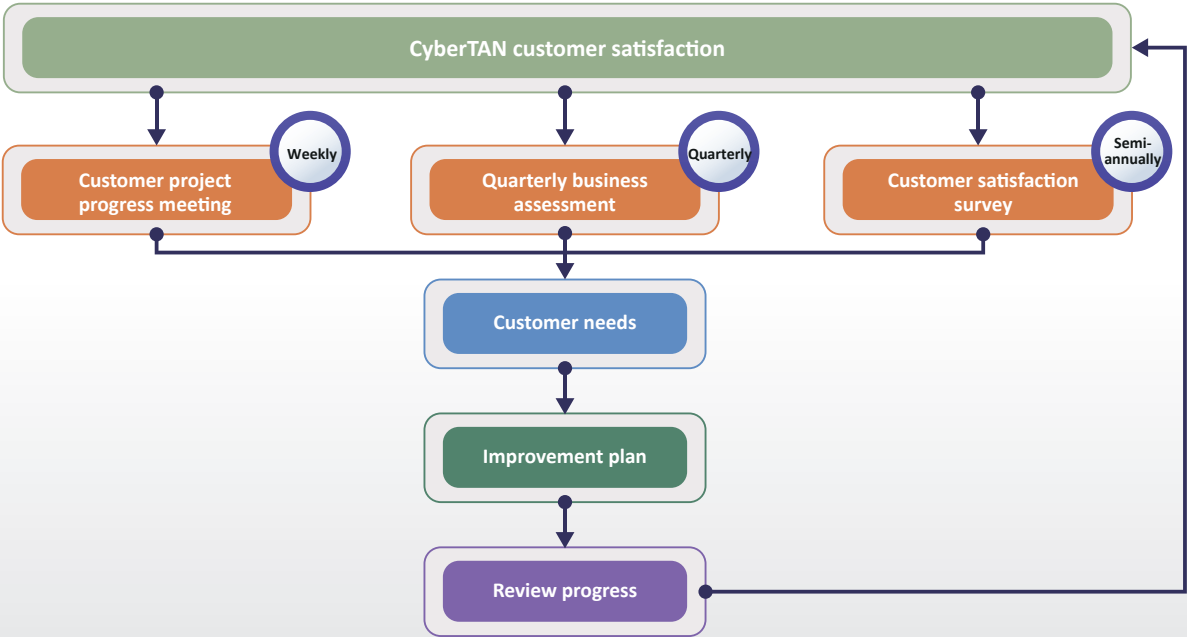 CyberTAN customer satisfaction
Weekly
Customer project
progress meeting
Quarterly
Quarterly business
assessment
Semi-
annually
Customer satisfaction
survey
Customer needs
Improvement plan
Review progress